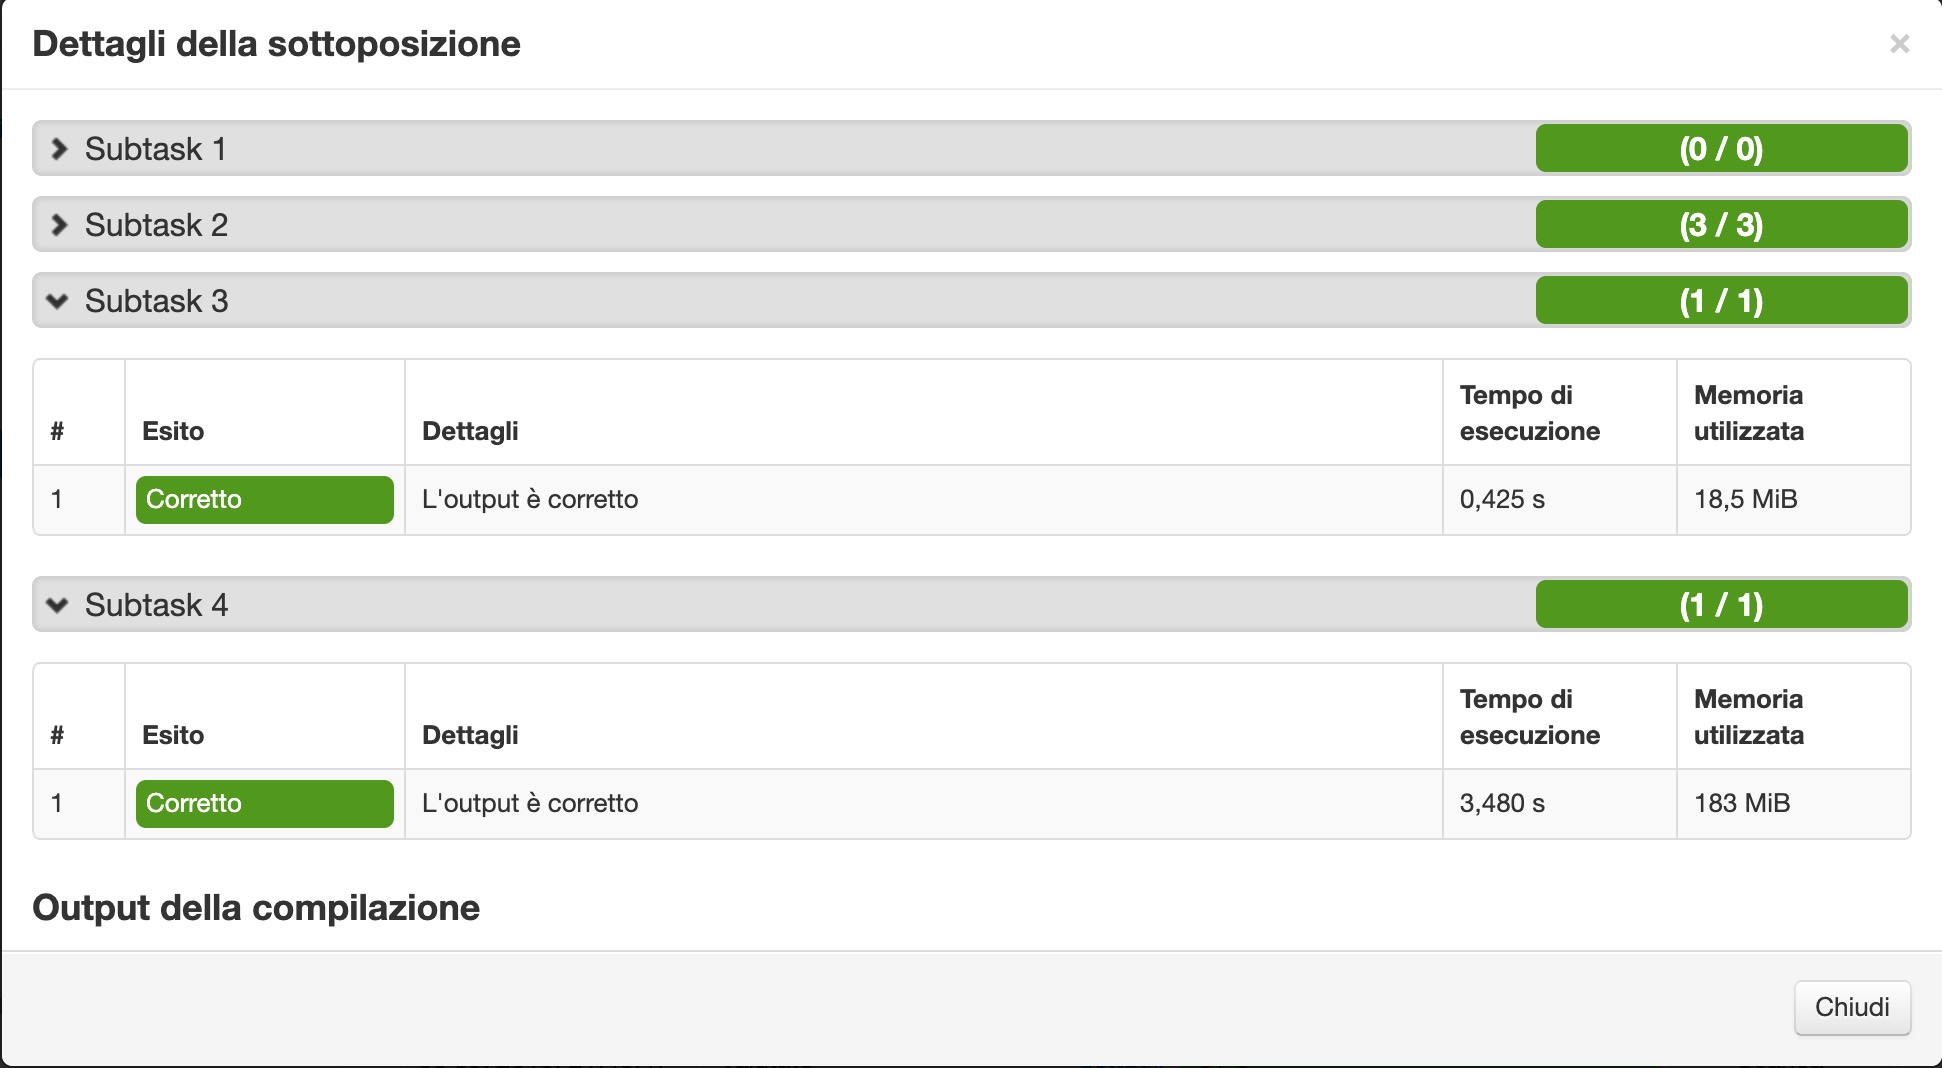 Dettagli della sottoposizione
×
Subtask 1 (0 / 0)
Subtask 2 (3 / 3)
Subtask 3 (1 / 1)
# Esito Dettagli Tempo di esecuzione Memoria utilizzata
1 Corretto L'output è corretto 0,425 s 18,5 MiB
Subtask 4 (1 / 1)
# Esito Dettagli Tempo di esecuzione Memoria utilizzata
1 Corretto L'output è corretto 3,480 s 183 MiB
Output della compilazione
Chiudi